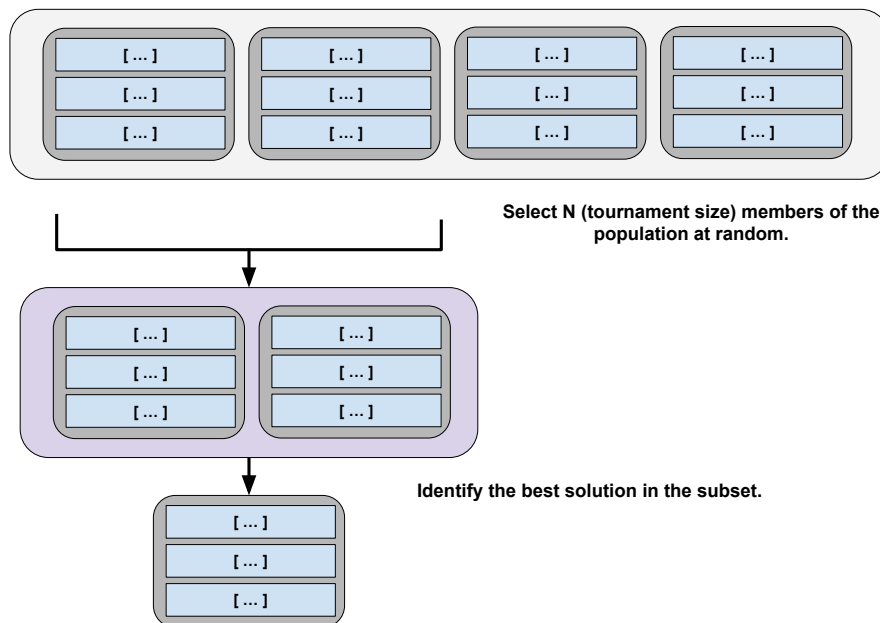 [ ... ] [ ... ] [ ... ] [ ... ]
[ ... ] [ ... ] [ ... ] [ ... ]
[ ... ] [ ... ] [ ... ] [ ... ]
Select N (tournament size) members of the
population at random.
[ ... ] [ ... ]
[ ... ] [ ... ]
[ ... ] [ ... ]
Identify the best solution in the subset.
[ ... ]
[ ... ]
[ ... ]